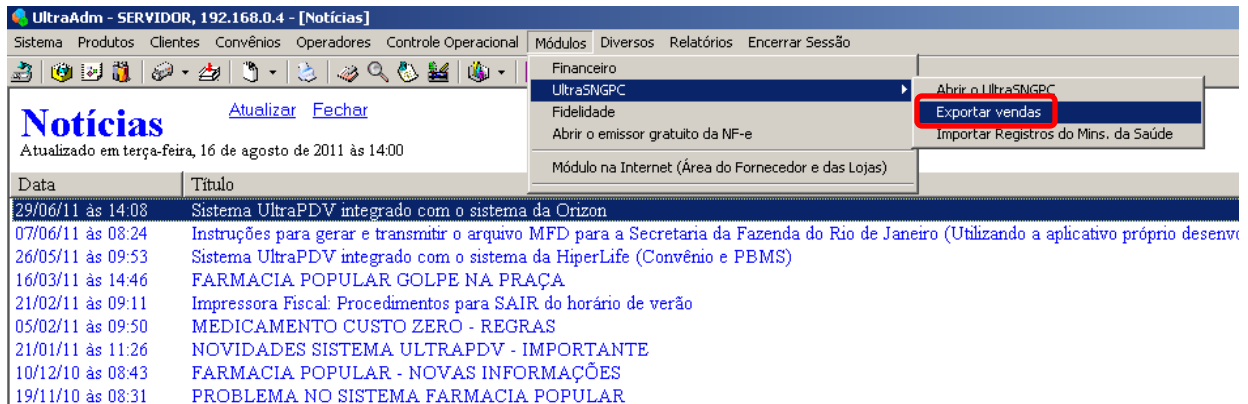 UltraAdm - SERVIDOR, 192.168.0.4 - [Notícias]
Sistema Produtos Clientes Convênios Operadores Controle Operacional Módulos Diversos Relatórios Encerrar Sessão
Financeiro
UltraSNGPC
Fidelidade
Abrir o emissor gratuito da NF-e
Módulo na Internet (Área do Fornecedor e das Lojas)
Abrir o UltraSNGPC
Exportar vendas
Importar Registros do Mins. da Saúde
Notícias Atualizar Fechar
Atualizado em terça-feira, 16 de agosto de 2011 às 14:00
Data Título
29/06/11 às 14:08 Sistema UltraPDV integrado com o sistema da Orizon
07/06/11 às 08:24 Instruções para gerar e transmitir o arquivo MFD para a Secretaria da Fazenda do Rio de Janeiro (Utilizando a aplicativo próprio desenv
26/05/11 às 09:53 Sistema UltraPDV integrado com o sistema da HiperLife (Convênio e PBMS)
16/03/11 às 14:46 FARMACIA POPULAR GOLPE NA PRAÇA
21/02/11 às 09:11 Impressora Fiscal: Procedimentos para SAIR do horário de verão
05/02/11 às 09:50 MEDICAMENTO CUSTO ZERO - REGRAS
21/01/11 às 11:26 NOVIDADES SISTEMA ULTRAPDV - IMPORTANTE
10/12/10 às 08:43 FARMACIA POPULAR - NOVAS INFORMAÇÕES
19/11/10 às 08:31 PROBLEMA NO SISTEMA FARMACIA POPULAR